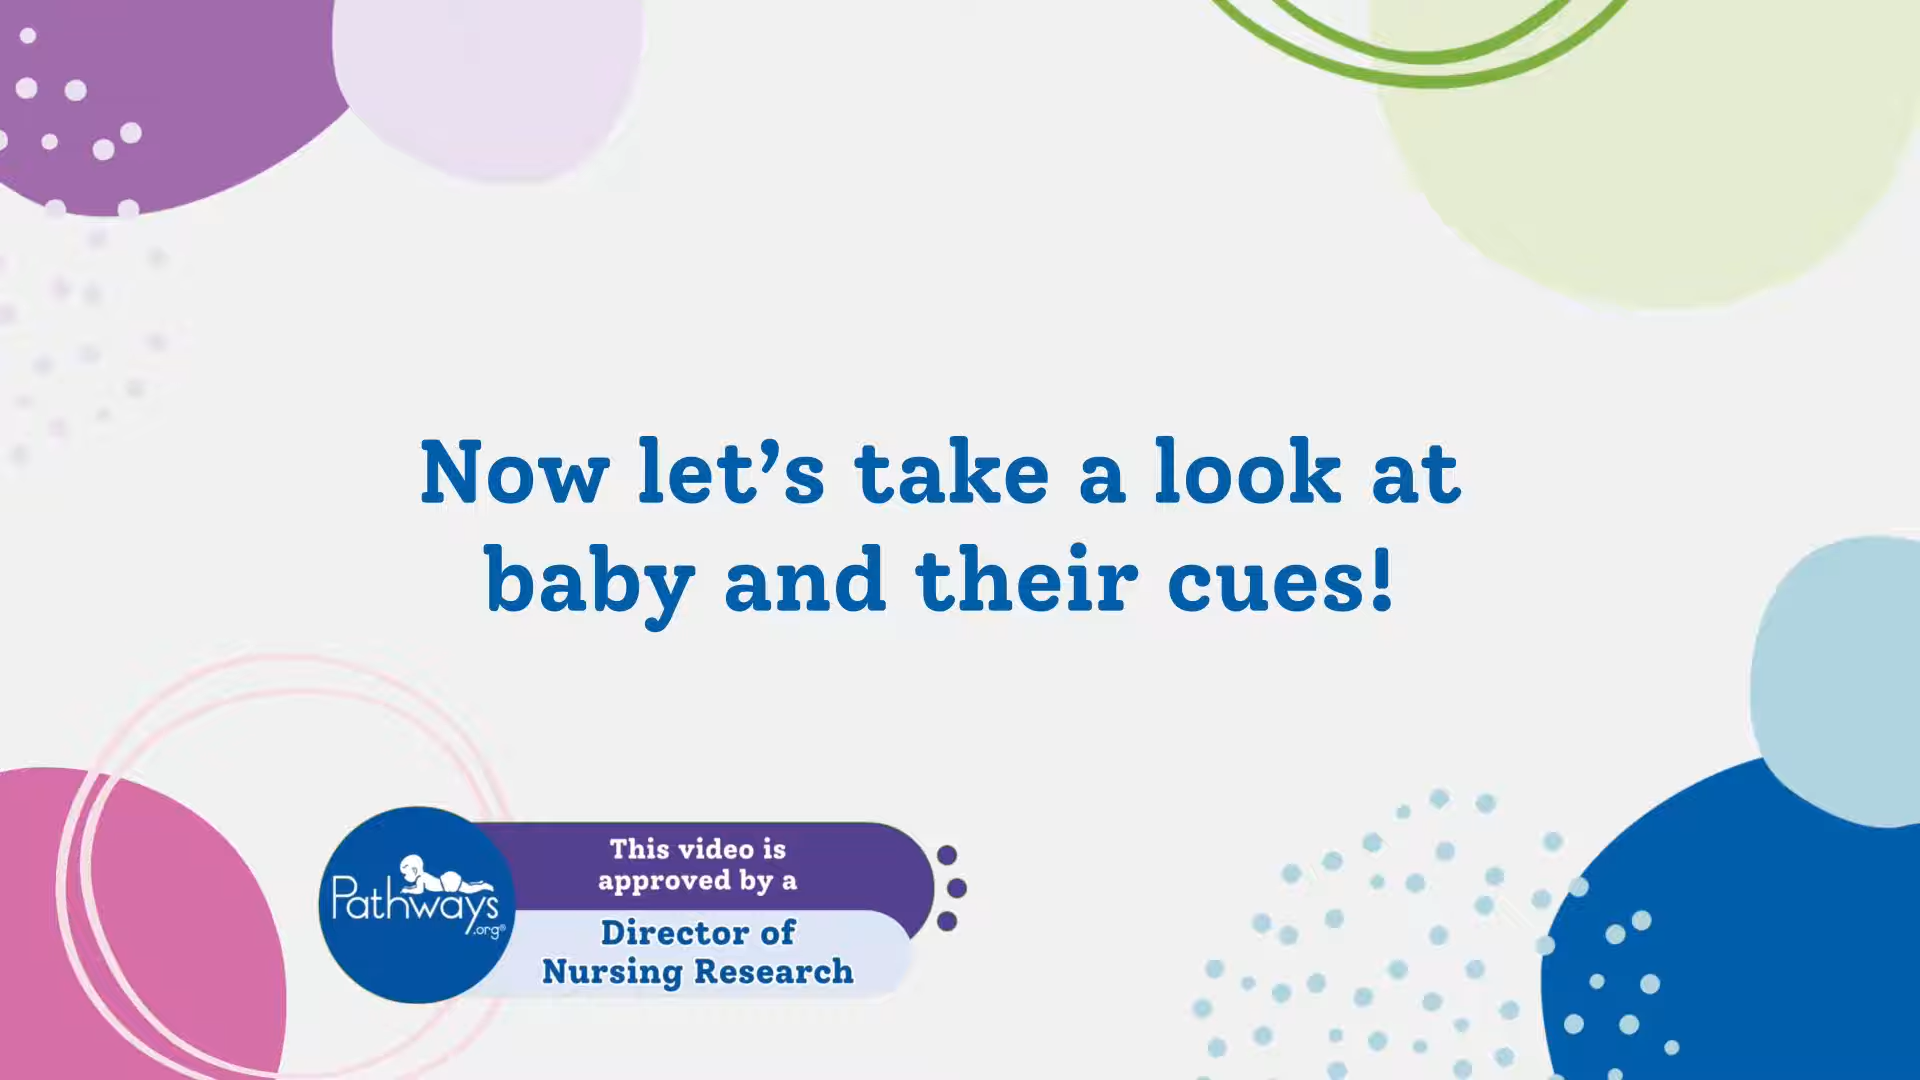 Now let’s take a look at
baby and their cues!
This video is
approved by a
Pathways
.org®
Director of
Nursing Research